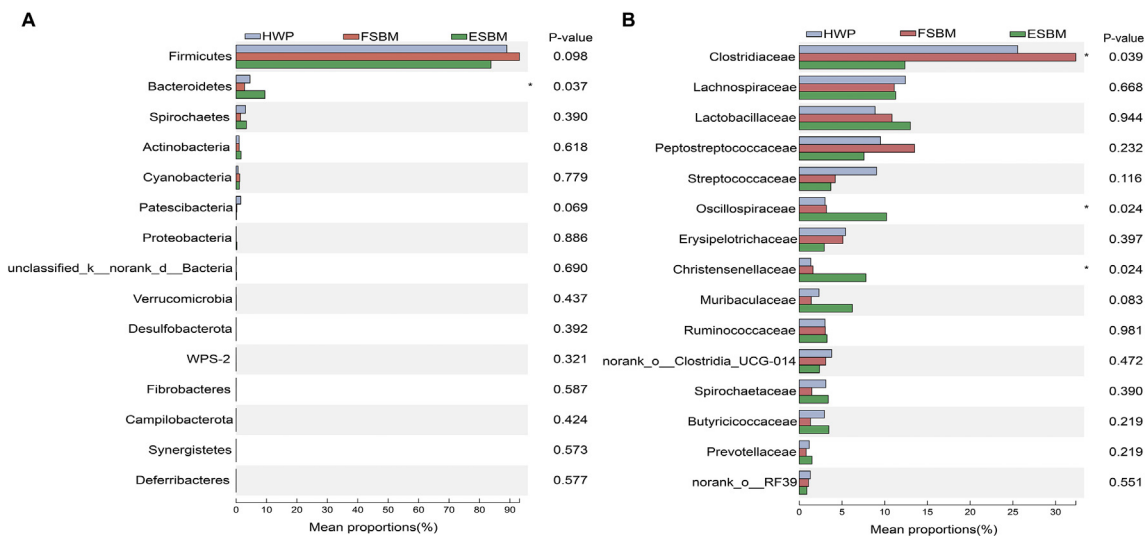 A
HWP FSBM ESBM P-value
Firmicutes 0.098
Bacteroidetes * 0.037
Spirochaetes 0.390
Actinobacteria 0.618
Cyanobacteria 0.779
Patescibacteria 0.069
Proteobacteria 0.886
unclassified_k__norank_d__Bacteria 0.690
Verrucomicrobia 0.437
Desulfobacterota 0.392
WPS-2 0.321
Fibrobacteres 0.587
Campilobacterota 0.424
Synergistetes 0.573
Deferribacteres 0.577
0 10 20 30 40 50 60 70 80 90
Mean proportions(%)
B
HWP FSBM ESBM P-value
Clostridiaceae * 0.039
Lachnospiraceae 0.668
Lactobacillaceae 0.944
Peptostreptococcaceae 0.232
Streptococcaceae 0.116
Oscillospiraceae * 0.024
Erysipelotrichaceae 0.397
Christensenellaceae * 0.024
Muribaculaceae 0.083
Ruminococcaceae 0.981
norank_o__Clostridia_UCG-014 0.472
Spirochaetaceae 0.390
Butyricicoccaceae 0.219
Prevotellaceae 0.219
norank_o__RF39 0.551
0 5 10 15 20 25 30
Mean proportions(%)